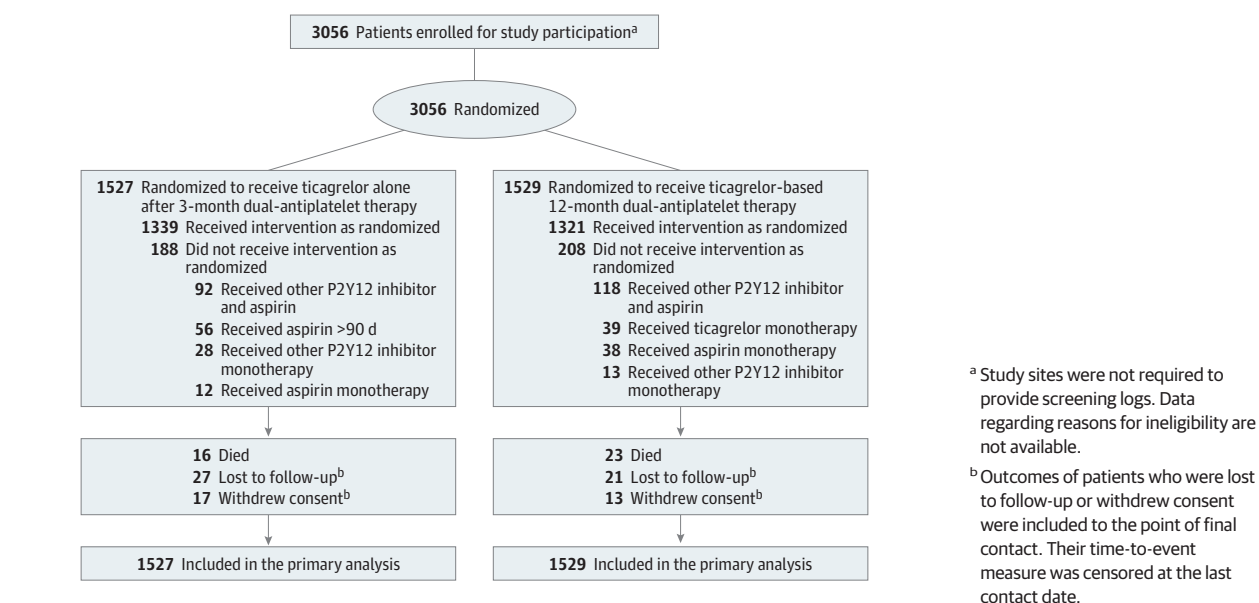 3056 Patients enrolled for study participationa
3056 Randomized
1527 Randomized to receive ticagrelor alone
after 3-month dual-antiplatelet therapy
1339 Received intervention as randomized
188 Did not receive intervention as
randomized
92 Received other P2Y12 inhibitor
and aspirin
56 Received aspirin >90 d
28 Received other P2Y12 inhibitor
monotherapy
12 Received aspirin monotherapy
1529 Randomized to receive ticagrelor-based
12-month dual-antiplatelet therapy
1321 Received intervention as randomized
208 Did not receive intervention as
randomized
118 Received other P2Y12 inhibitor
and aspirin
39 Received ticagrelor monotherapy
38 Received aspirin monotherapy
13 Received other P2Y12 inhibitor
monotherapy
16 Died
27 Lost to follow-upb
17 Withdrew consentb
23 Died
21 Lost to follow-upb
13 Withdrew consentb
1527 Included in the primary analysis
1529 Included in the primary analysis
a Study sites were not required to
provide screening logs. Data
regarding reasons for ineligibility are
not available.
b Outcomes of patients who were lost
to follow-up or withdrew consent
were included to the point of final
contact. Their time-to-event
measure was censored at the last
contact date.